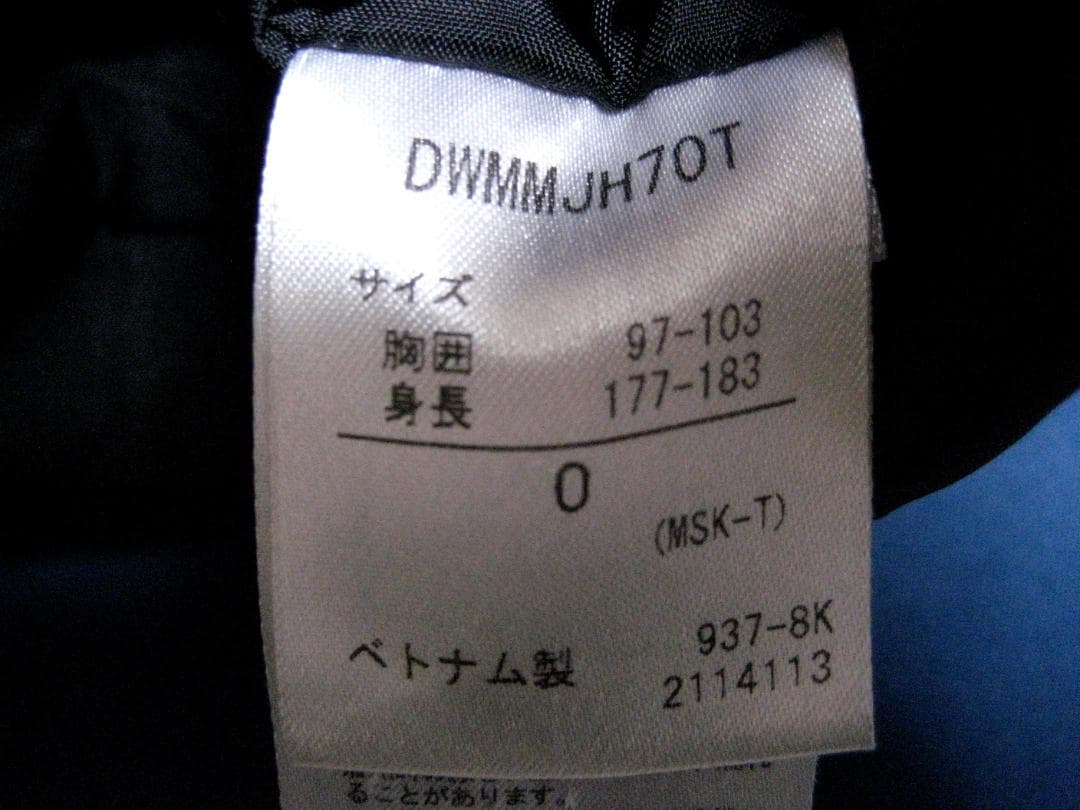 DWMMJH70T
サイズ
胸囲 97-103
身長 177-183
O
(MSK-T)
937-8K
ベトナム製 2114113
ることがあります。